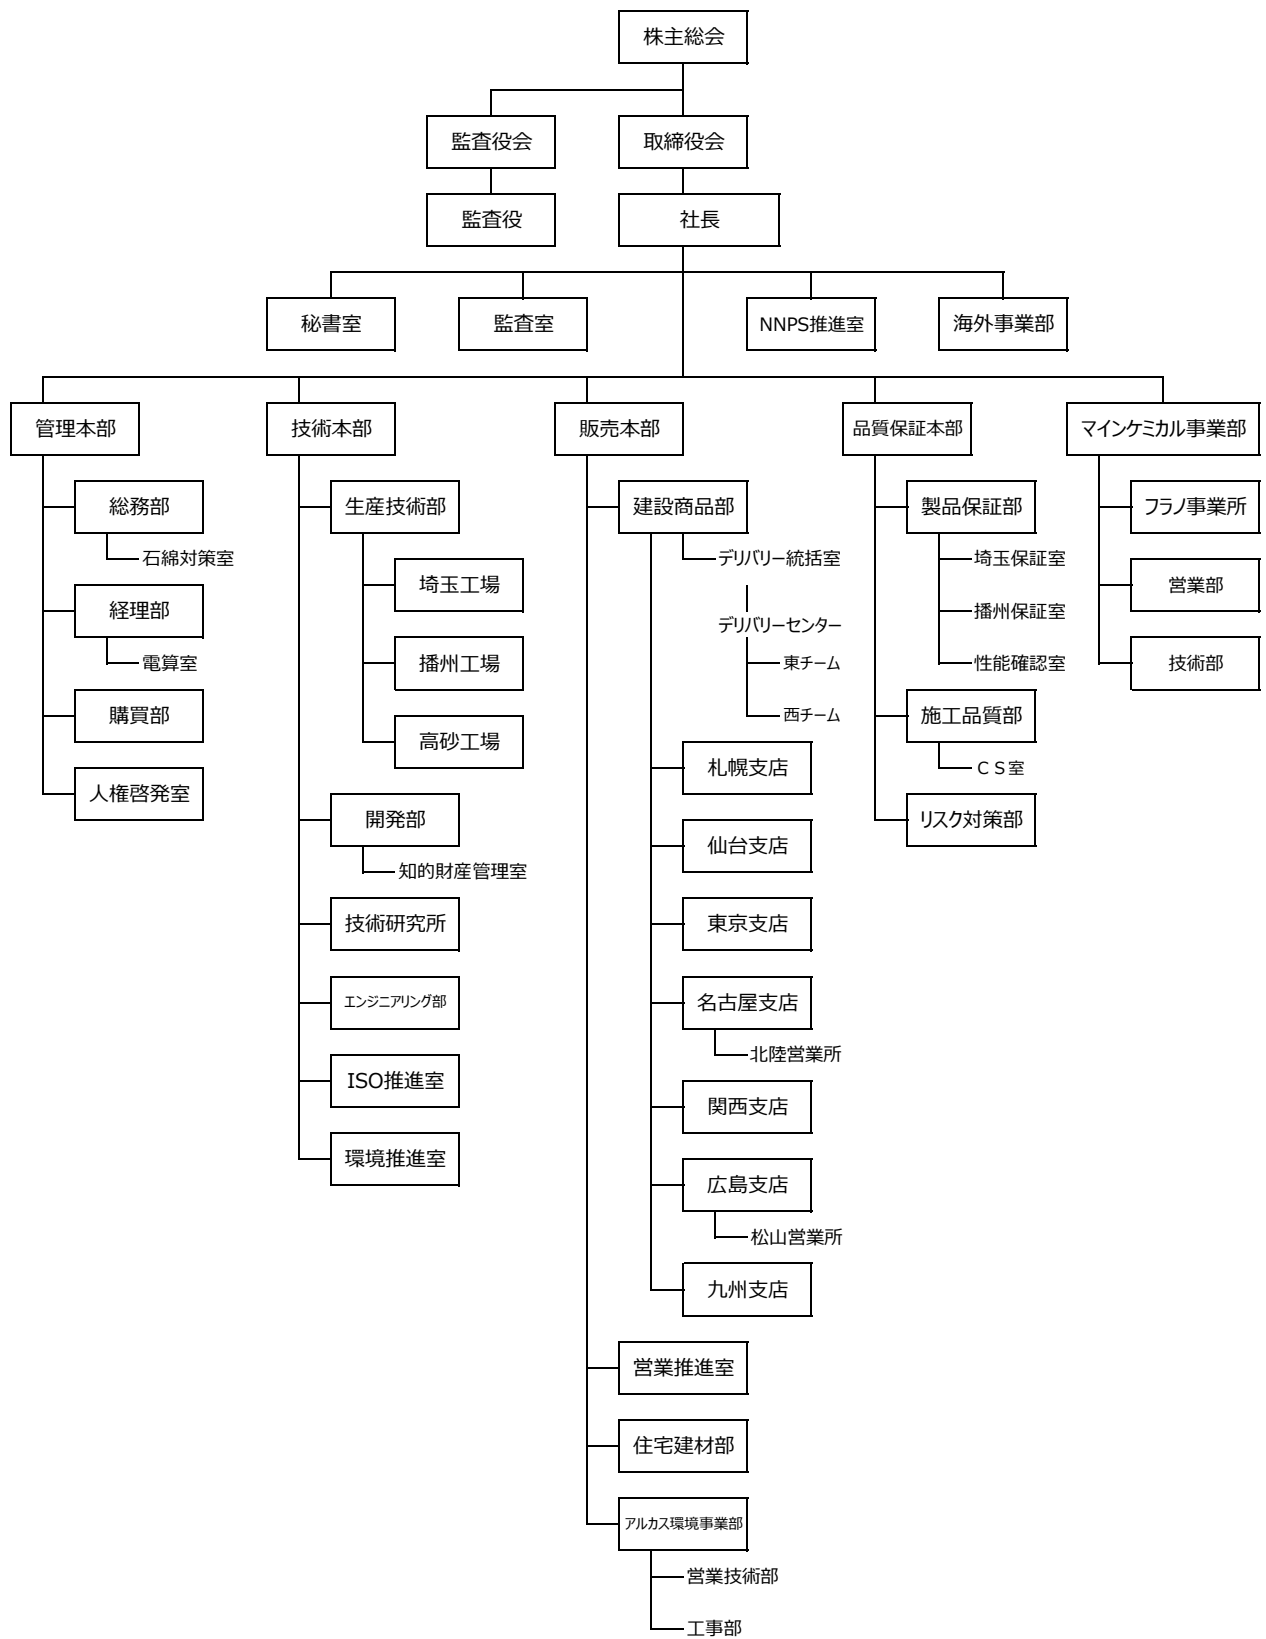 株主総会
監査役会
取締役会
監査役
社長
秘書室
監査室
NNPS推進室
海外事業部
管理本部
技術本部
販売本部
品質保証本部
マインケミカル事業部
総務部
石綿対策室
経理部
電算室
購買部
人権啓発室
生産技術部
埼玉工場
播州工場
高砂工場
開発部
知的財産管理室
技術研究所
エンジニアリング部
ISO推進室
環境推進室
建設商品部
デリバリー統括室
デリバリーセンター
東チーム
西チーム
札幌支店
仙台支店
東京支店
名古屋支店
北陸営業所
関西支店
広島支店
松山営業所
九州支店
営業推進室
住宅建材部
アルカス環境事業部
営業技術部
工事部
製品保証部
埼玉保証室
播州保証室
性能確認室
施工品質部
ＣＳ室
リスク対策部
フラノ事業所
営業部
技術部